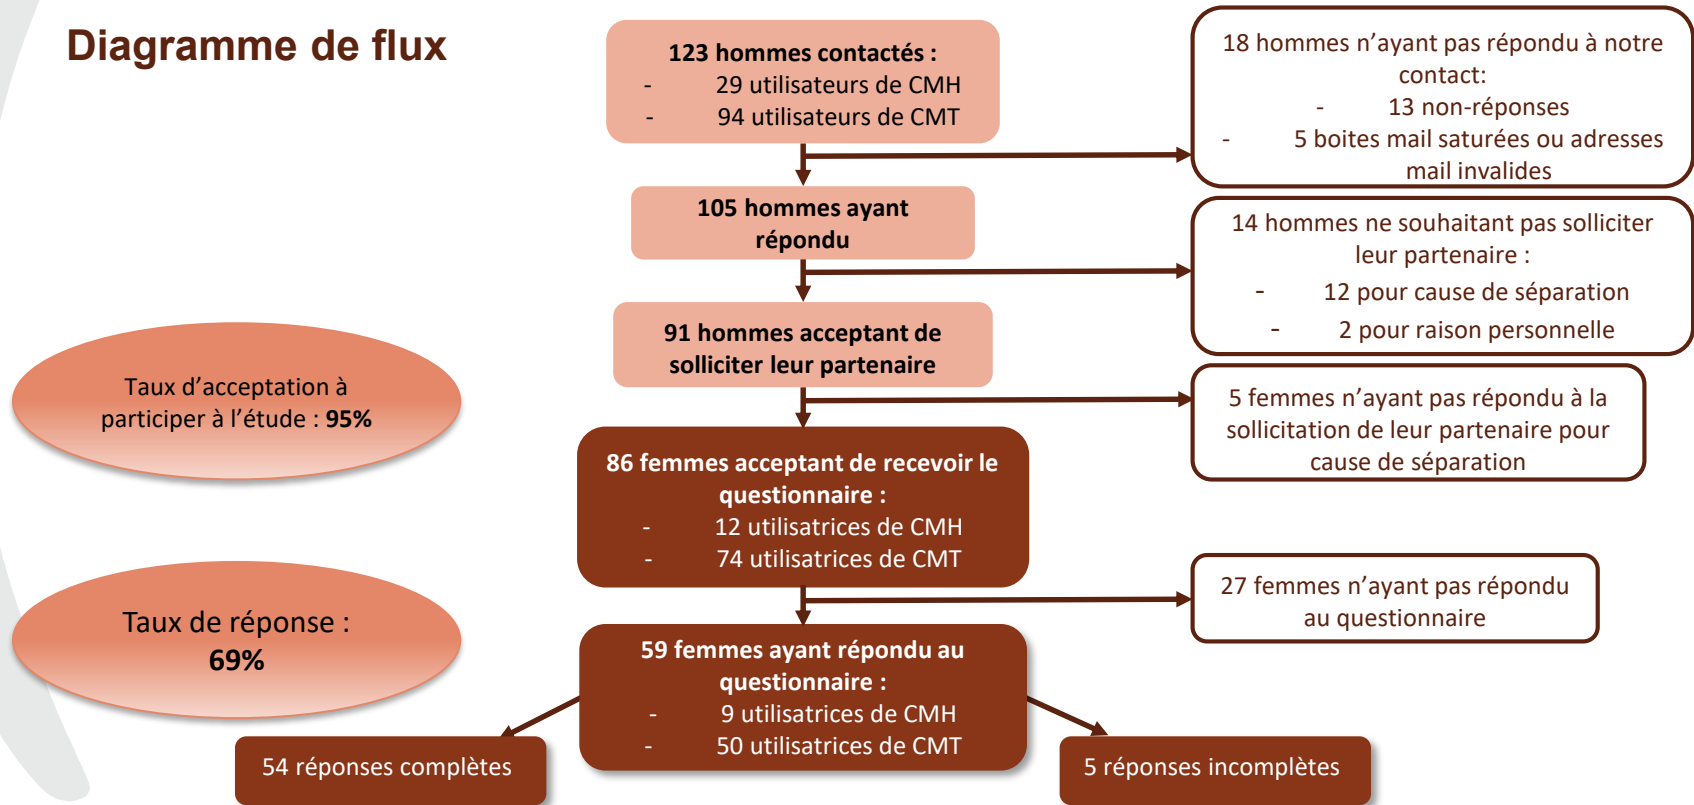 Diagramme de flux
123 hommes contactés :
- 29 utilisateurs de CMH
- 94 utilisateurs de CMT
18 hommes n’ayant pas répondu à notre
contact:
- 13 non-réponses
- 5 boites mail saturées ou adresses
mail invalides
105 hommes ayant
répondu
14 hommes ne souhaitant pas solliciter
leur partenaire :
- 12 pour cause de séparation
- 2 pour raison personnelle
91 hommes acceptant de
solliciter leur partenaire
Taux d’acceptation à
participer à l’étude : 95%
5 femmes n’ayant pas répondu à la
sollicitation de leur partenaire pour
cause de séparation
86 femmes acceptant de recevoir le
questionnaire :
- 12 utilisatrices de CMH
- 74 utilisatrices de CMT
27 femmes n’ayant pas répondu
au questionnaire
Taux de réponse :
69%
59 femmes ayant répondu au
questionnaire :
- 9 utilisatrices de CMH
- 50 utilisatrices de CMT
54 réponses complètes
5 réponses incomplètes